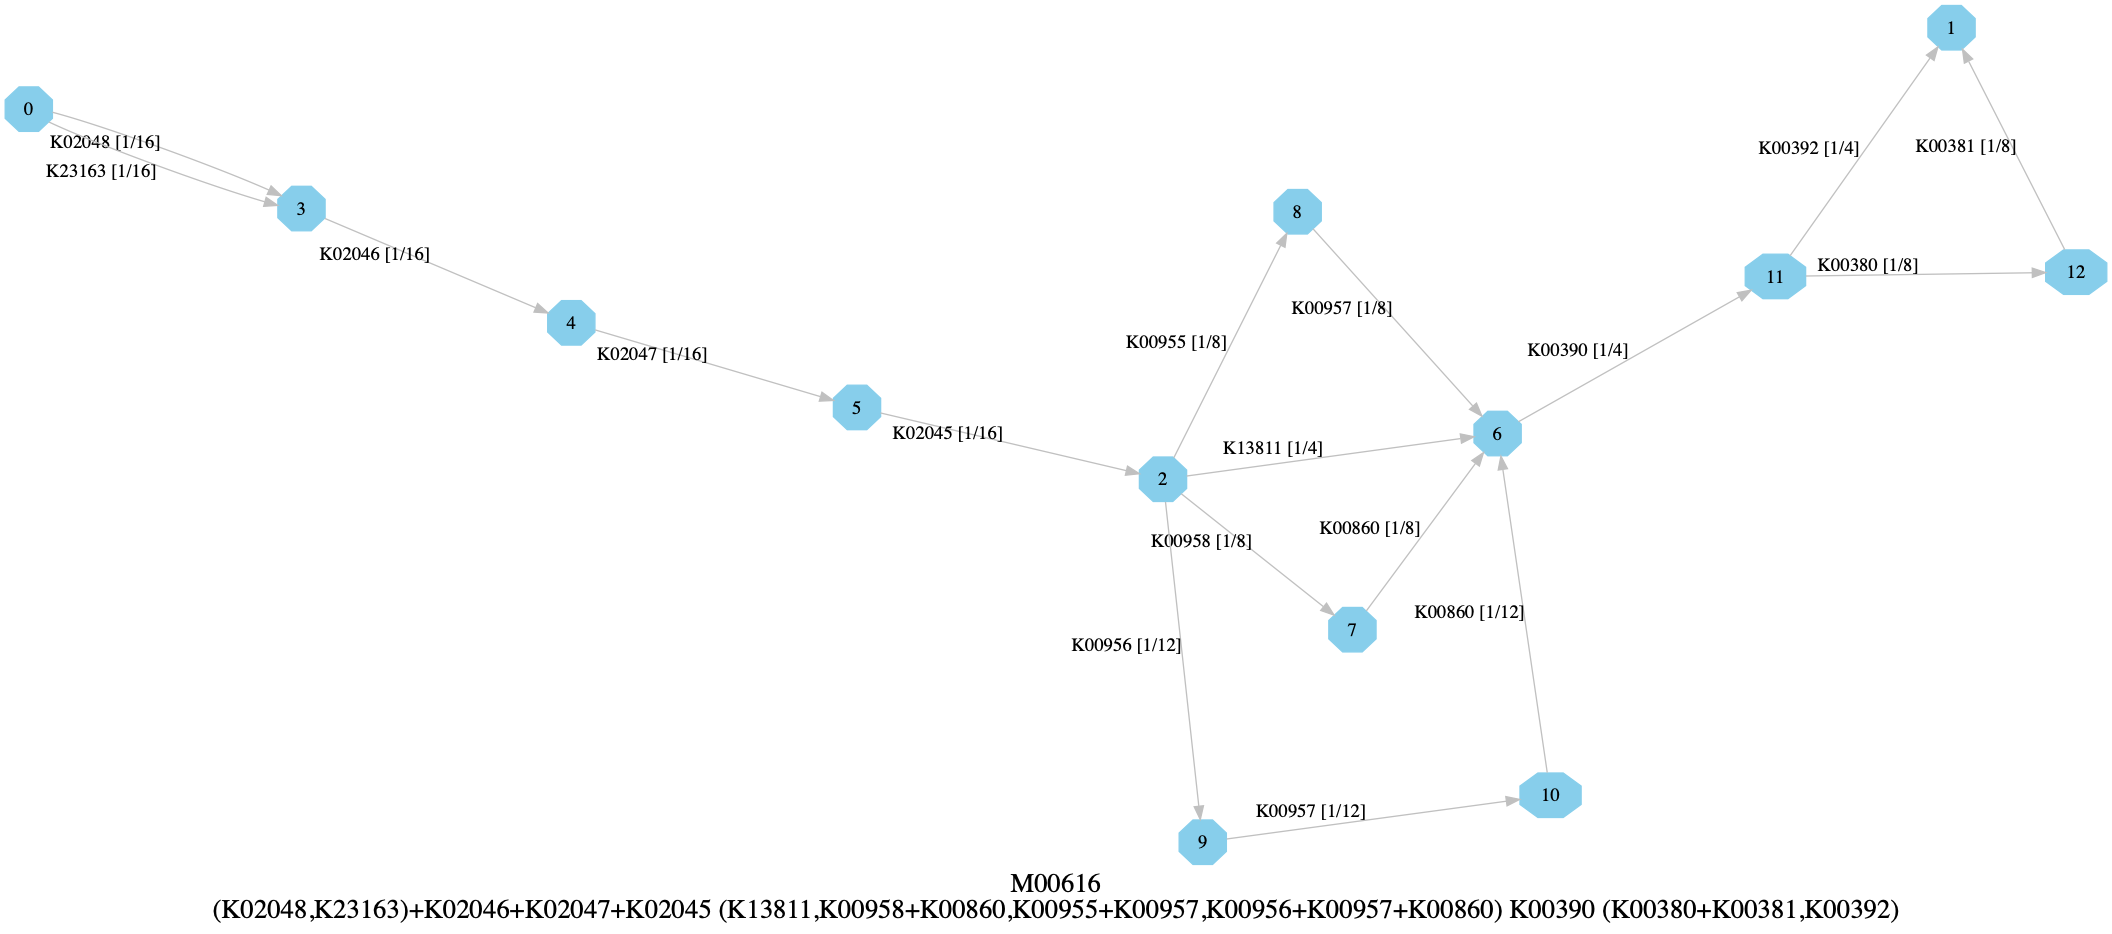 1
0
K02048 [1/16]
K23163 [1/16]
3
K02046 [1/16]
4
K02047 [1/16]
5
K02045 [1/16]
2
K00955 [1/8]
8
K00957 [1/8]
K13811 [1/4]
6
K00958 [1/8]
K00860 [1/8]
7
K00956 [1/12]
K00860 [1/12]
9
K00957 [1/12]
10
K00390 [1/4]
11
K00392 [1/4]
K00381 [1/8]
K00380 [1/8]
12
M00616
(K02048,K23163)+K02046+K02047+K02045 (K13811,K00958+K00860,K00955+K00957,K00956+K00957+K00860) K00390 (K00380+K00381,K00392)